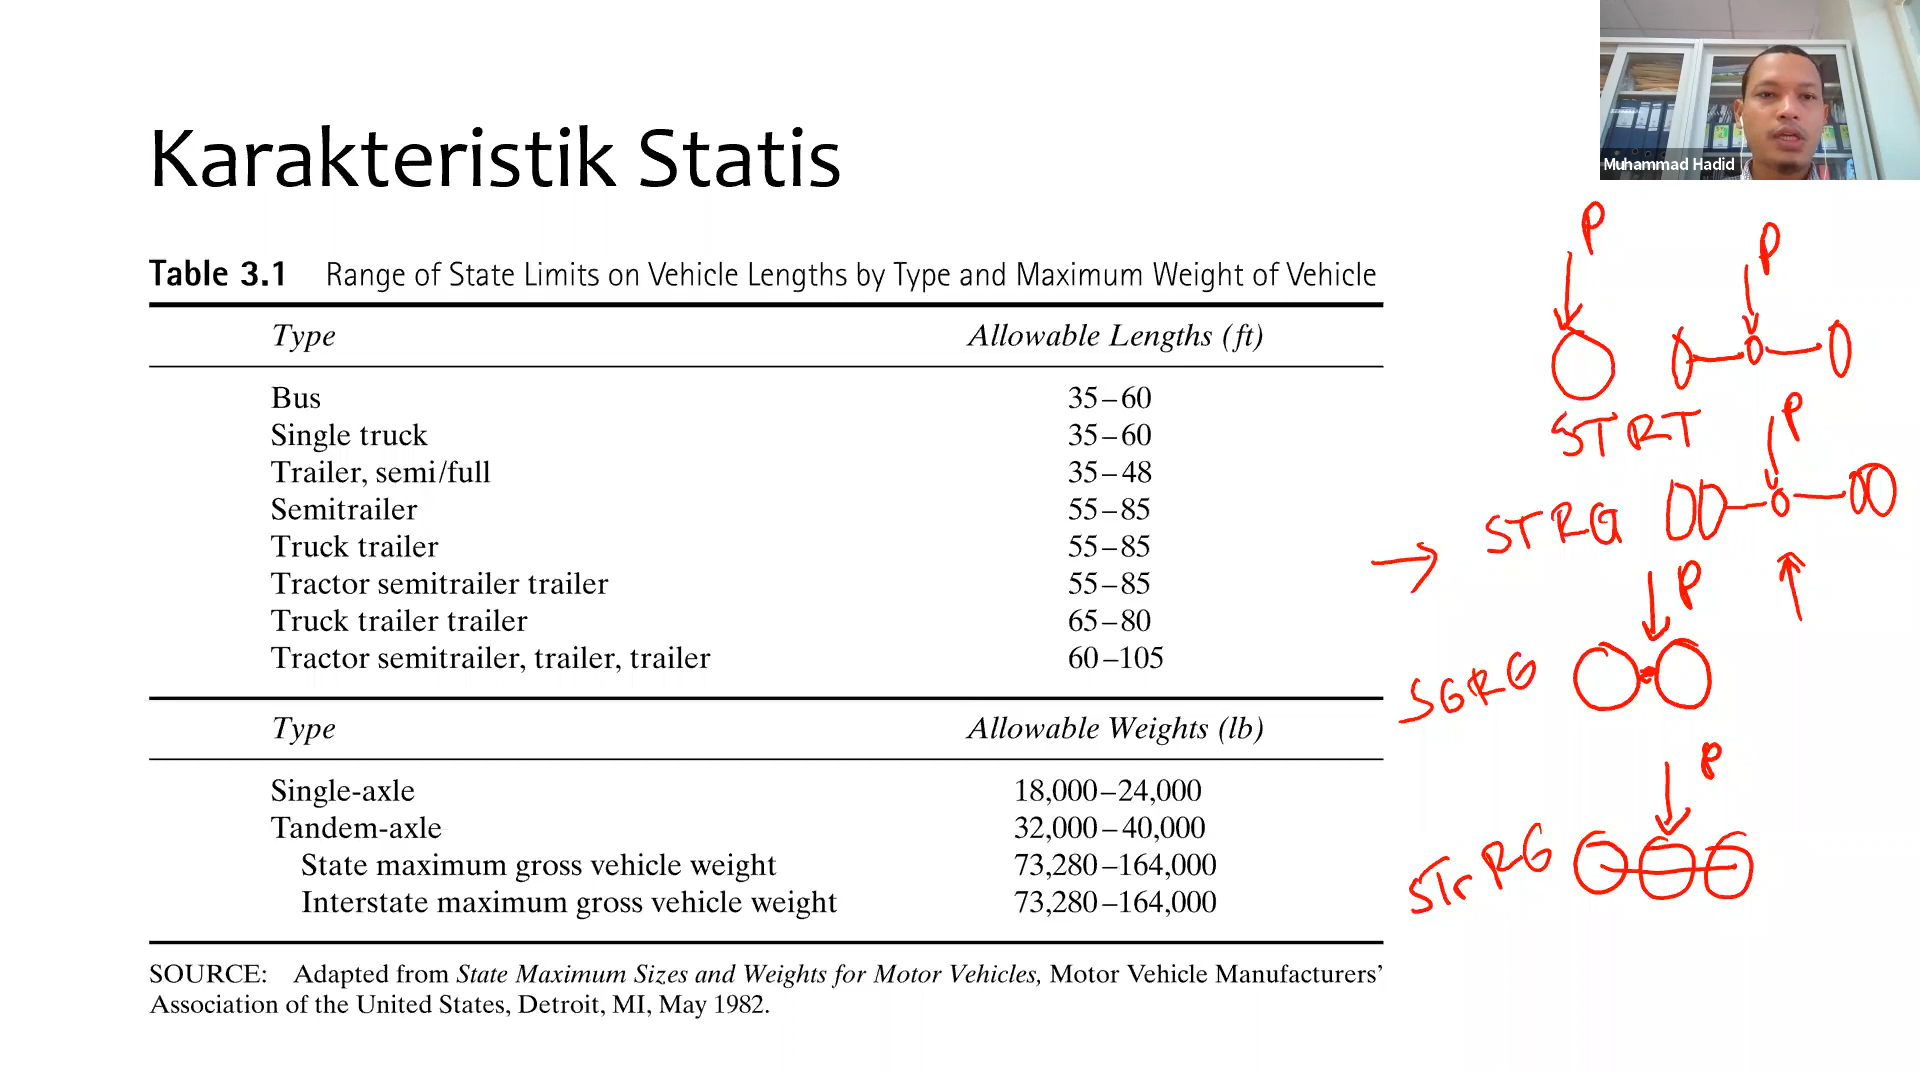 Muhammad Hadid
Karakteristik Statis
Table 3.1 Range of State Limits on Vehicle Lengths by Type and Maximum Weight of Vehicle
Type Allowable Lengths (ft)
Bus 35–60
Single truck 35–60
Trailer, semi/full 35–48
Semitrailer 55–85
Truck trailer 55–85
Tractor semitrailer trailer 55–85
Truck trailer trailer 65–80
Tractor semitrailer, trailer, trailer 60–105
Type Allowable Weights (lb)
Single-axle 18,000–24,000
Tandem-axle 32,000–40,000
State maximum gross vehicle weight 73,280–164,000
Interstate maximum gross vehicle weight 73,280–164,000
SOURCE: Adapted from State Maximum Sizes and Weights for Motor Vehicles, Motor Vehicle Manufacturers’
Association of the United States, Detroit, MI, May 1982.
P
P
STRT
P
STRG
P
SGRG
P
STrRG